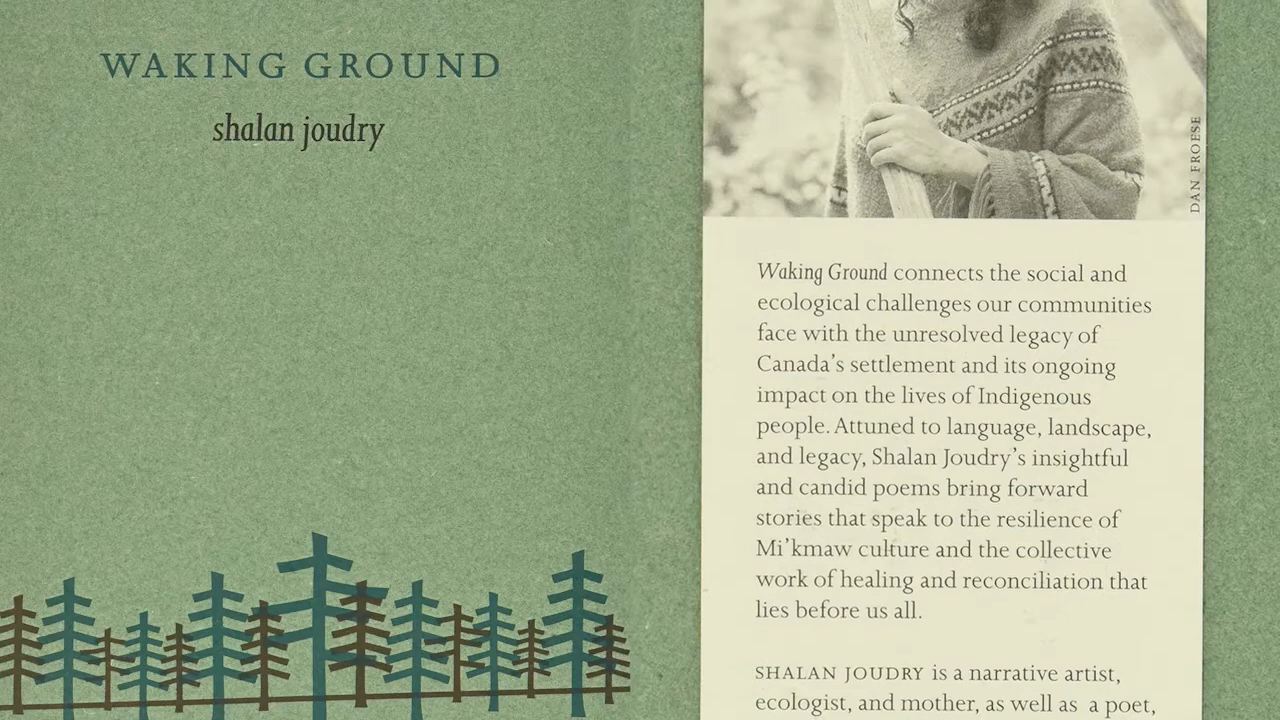 WAKING GROUND
shalan joudry
DAN FROESE
Waking Ground connects the social and
ecological challenges our communities
face with the unresolved legacy of
Canada's settlement and its ongoing
impact on the lives of Indigenous
people. Attuned to language, landscape,
and legacy, Shalan Joudry's insightful
and candid poems bring forward
stories that speak to the resilience of
Mi'kmaw culture and the collective
work of healing and reconciliation that
lies before us all.
SHALAN JOUDRY is a narrative artist,
ecologist, and mother, as well as a poet,